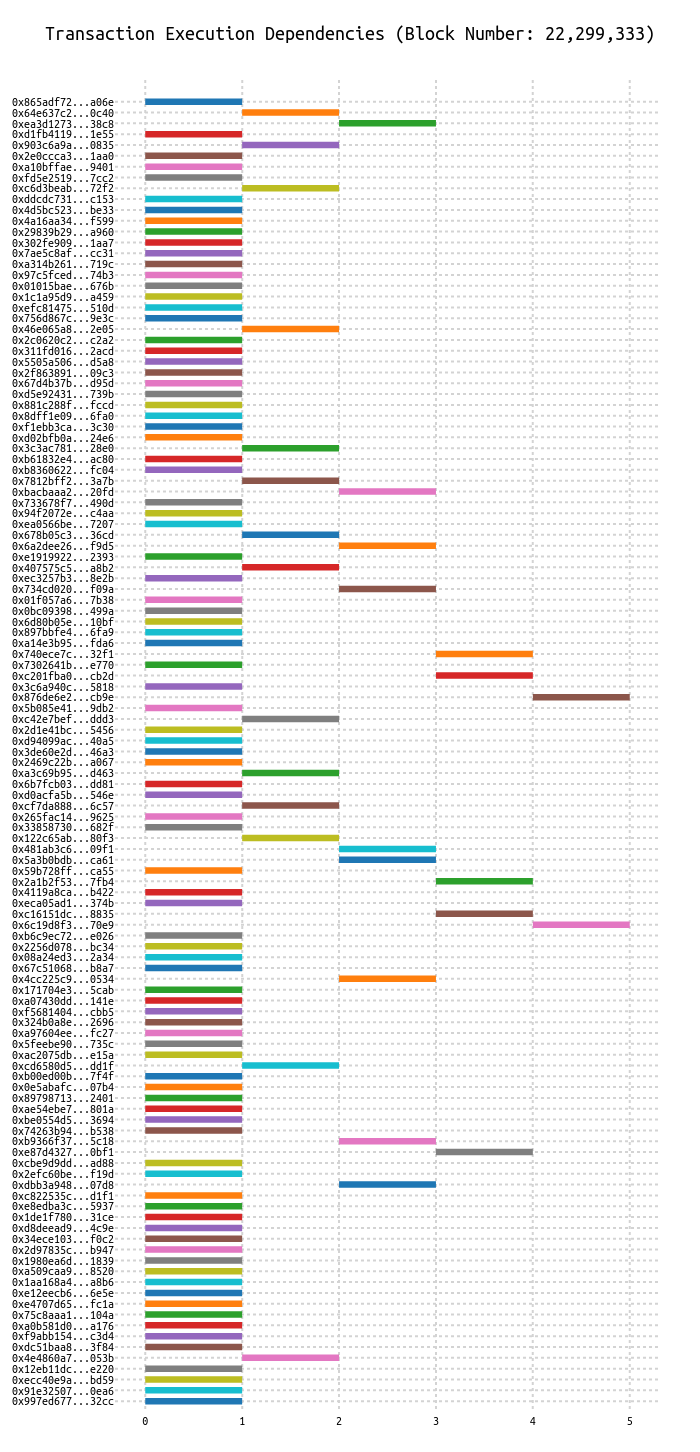 Transaction Execution Dependencies (Block Number: 22,299,333)
0x865adf72...a06e
0x64e637c2...0c40
0xea3d1273...38c8
0xd1fb4119...1e55
0x903c6a9a...0835
0x2e0ccca3...1aa0
0xa10bffae...9401
0xfd5e2519...7cc2
0xc6d3beab...72f2
0xddcdc731...c153
0x4d5bc523...be33
0x4a16aa34...f599
0x29839b29...a960
0x302fe909...1aa7
0x7ae5c8af...cc31
0xa314b261...719c
0x97c5fced...74b3
0x01015bae...676b
0x1c1a95d9...a459
0xefc81475...510d
0x756d867c...9e3c
0x46e065a8...2e05
0x2c0620c2...c2a2
0x311fd016...2acd
0x5505a506...d5a8
0x2f863891...09c3
0x67d4b37b...d95d
0xd5e92431...739b
0x881c288f...fccd
0x8dff1e09...6fa0
0xf1ebb3ca...3c30
0xd02bfb0a...24e6
0x3c3ac781...28e0
0xb61832e4...ac80
0xb8360622...fc04
0x7812bff2...3a7b
0xbacbaaa2...20fd
0x733678f7...490d
0x94f2072e...c4aa
0xea0566be...7207
0x678b05c3...36cd
0x6a2dee26...f9d5
0xe1919922...2393
0x407575c5...a8b2
0xec3257b3...8e2b
0x734cd020...f09a
0x01f057a6...7b38
0x0bc09398...499a
0x6d80b05e...10bf
0x897bbfe4...6fa9
0xa14e3b95...fda6
0x740ece7c...32f1
0x7302641b...e770
0xc201fba0...cb2d
0x3c6a940c...5818
0x876de6e2...cb9e
0x5b085e41...9db2
0xc42e7bef...ddd3
0x2d1e41bc...5456
0xd94099ac...40a5
0x3de60e2d...46a3
0x2469c22b...a067
0xa3c69b95...d463
0x6b7fcb03...dd81
0xd0acfa5b...546e
0xcf7da888...6c57
0x265fac14...9625
0x33858730...682f
0x122c65ab...80f3
0x481ab3c6...09f1
0x5a3b0bdb...ca61
0x59b728ff...ca55
0x2a1b2f53...7fb4
0x4119a8ca...b422
0xeca05ad1...374b
0xc16151dc...8835
0x6c19d8f3...70e9
0xb6c9ec72...e026
0x2256d078...bc34
0x08a24ed3...2a34
0x67c51068...b8a7
0x4cc225c9...0534
0x171704e3...5cab
0xa07430dd...141e
0xf5681404...cbb5
0x324b0a8e...2696
0xa97604ee...fc27
0x5feebe90...735c
0xac2075db...e15a
0xcd6580d5...dd1f
0xb00ed00b...7f4f
0x0e5abafc...07b4
0x89798713...2401
0xae54ebe7...801a
0xbe0554d5...3694
0x74263b94...b538
0xb9366f37...5c18
0xe87d4327...0bf1
0xcbe9d9dd...ad88
0x2efc60be...f19d
0xdbb3a948...07d8
0xc822535c...d1f1
0xe8edba3c...5937
0x1de1f780...31ce
0xd8deead9...4c9e
0x34ece103...f0c2
0x2d97835c...b947
0x1980ea6d...1839
0xa509caa9...8520
0x1aa168a4...a8b6
0xe12eecb6...6e5e
0xe4707d65...fc1a
0x75c8aaa1...104a
0xa0b581d0...a176
0xf9abb154...c3d4
0xdc51baa8...3f84
0x4e4860a7...053b
0x12eb11dc...e220
0xecc40e9a...bd59
0x91e32507...0ea6
0x997ed677...32cc
0 1 2 3 4 5